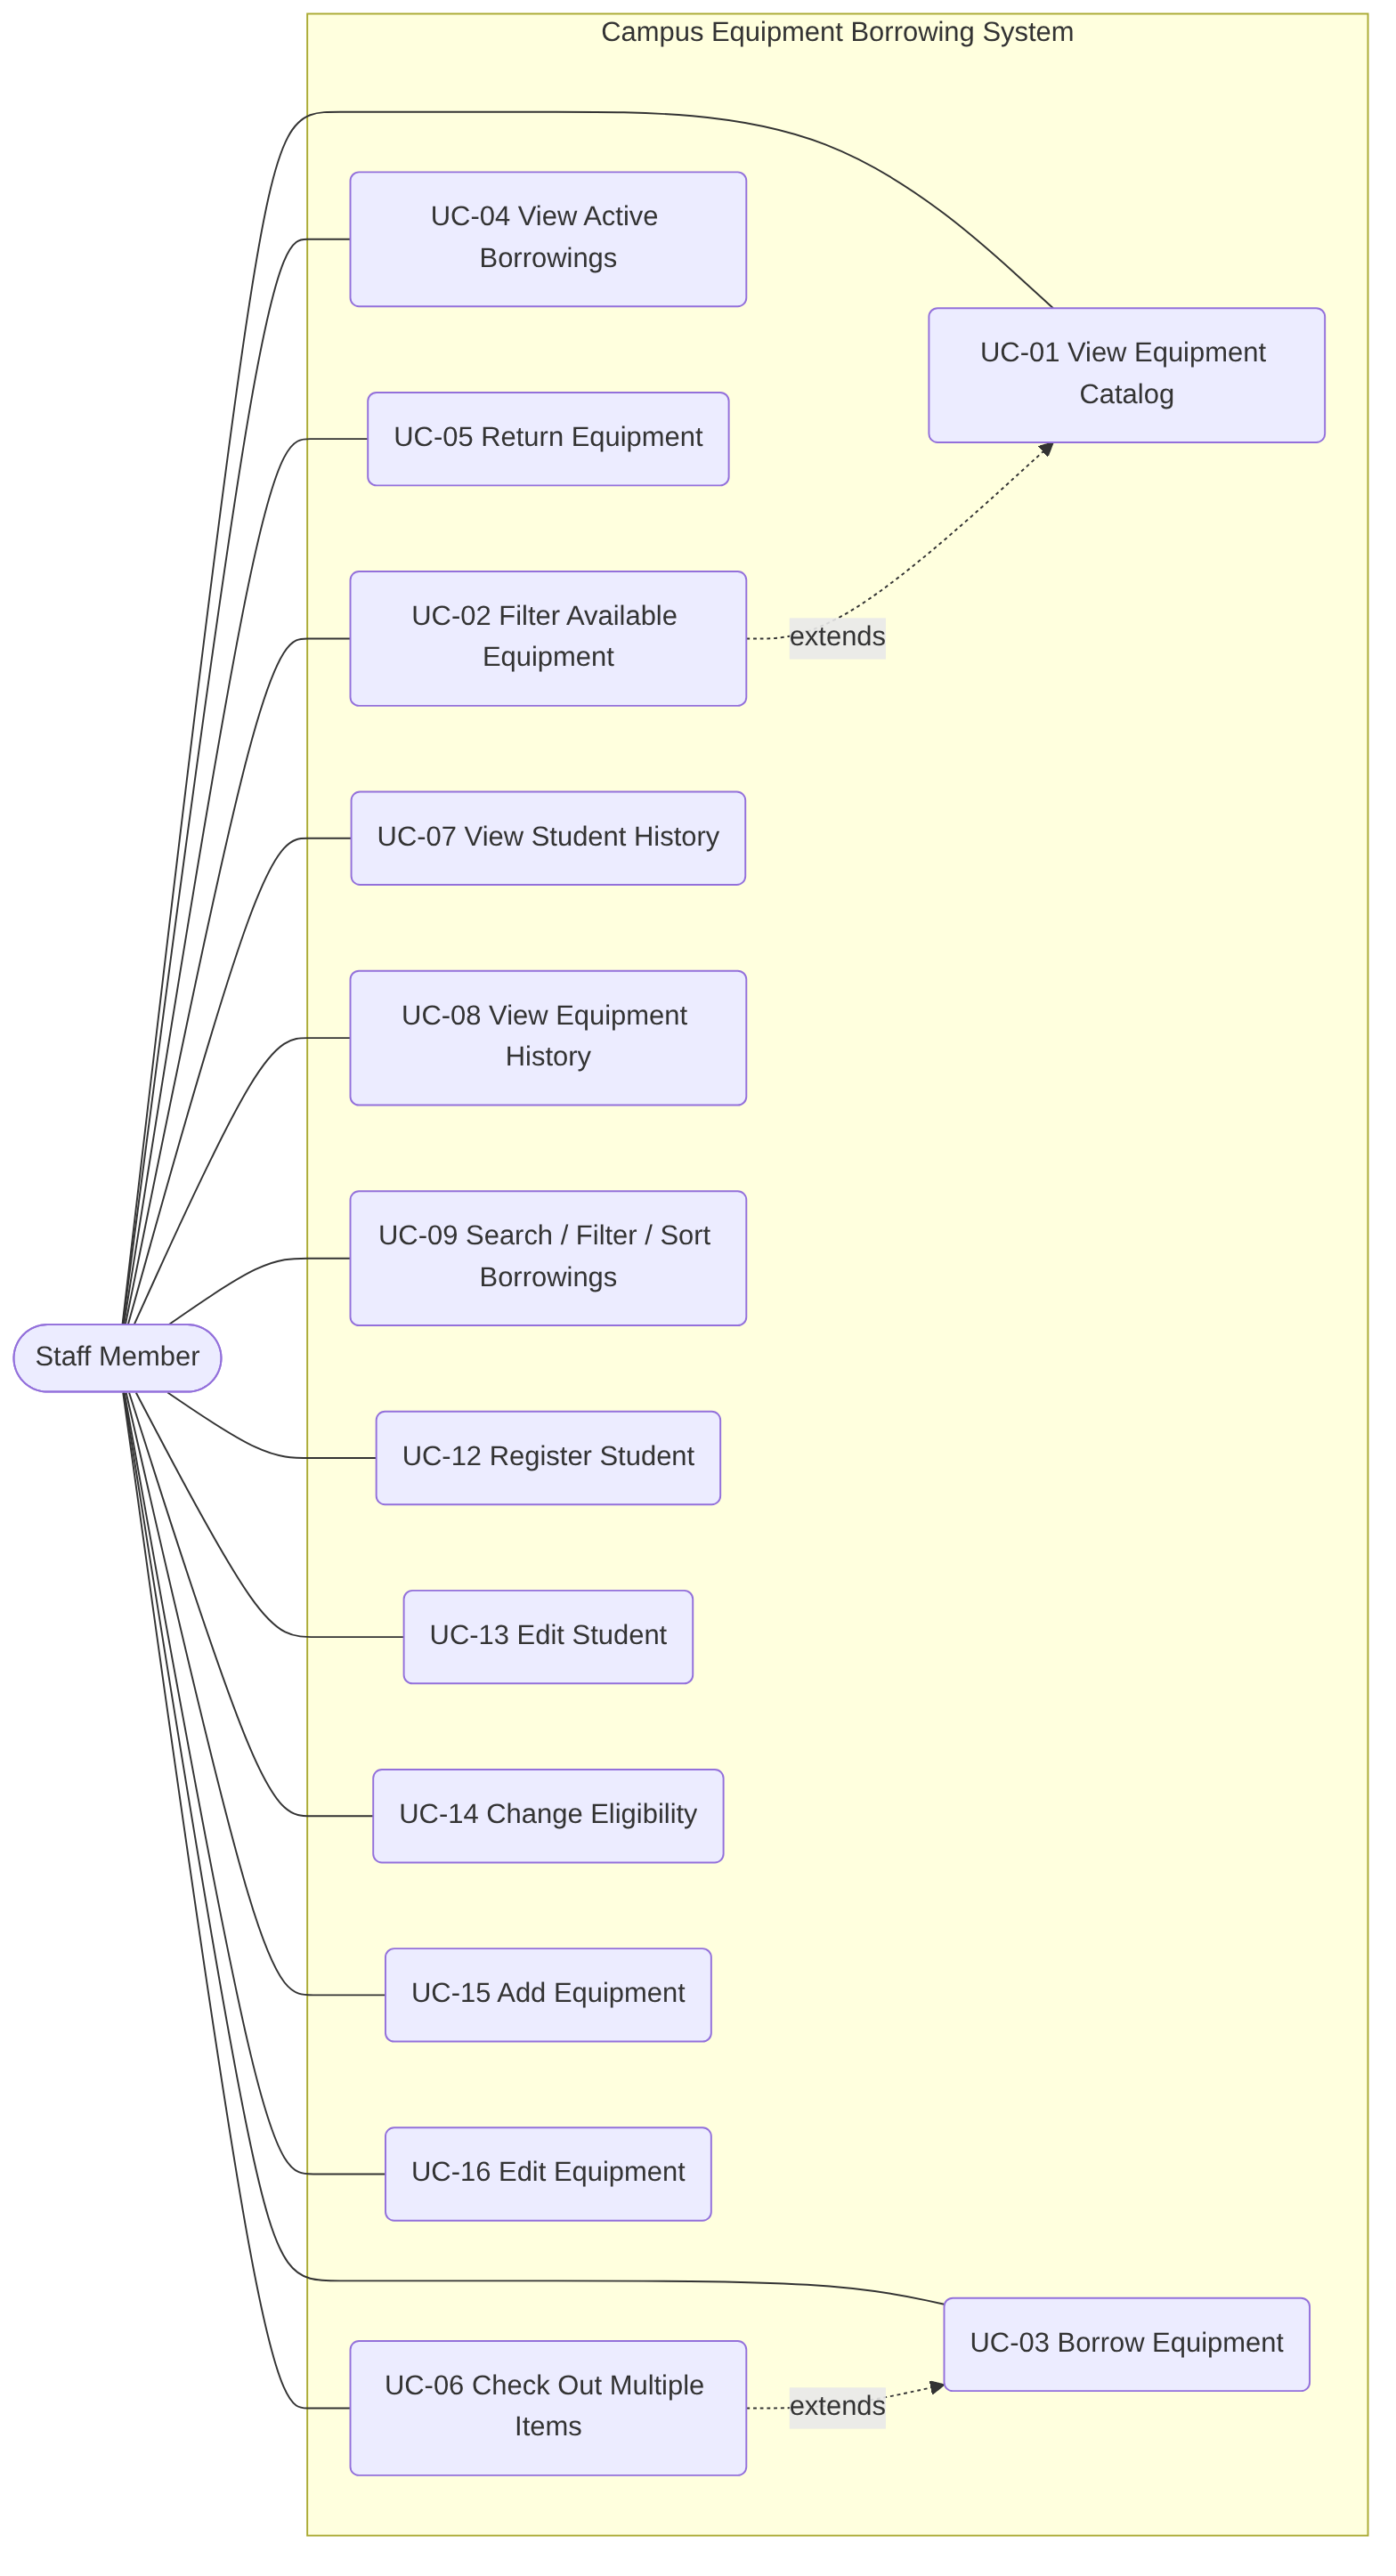 Campus Equipment Borrowing System
UC-04 View Active
Borrowings
UC-01 View Equipment
Catalog
UC-05 Return Equipment
UC-02 Filter Available
Equipment
extends
UC-07 View Student History
UC-08 View Equipment
History
UC-09 Search / Filter / Sort
Borrowings
Staff Member
UC-12 Register Student
UC-13 Edit Student
UC-14 Change Eligibility
UC-15 Add Equipment
UC-16 Edit Equipment
UC-03 Borrow Equipment
UC-06 Check Out Multiple
Items
extends